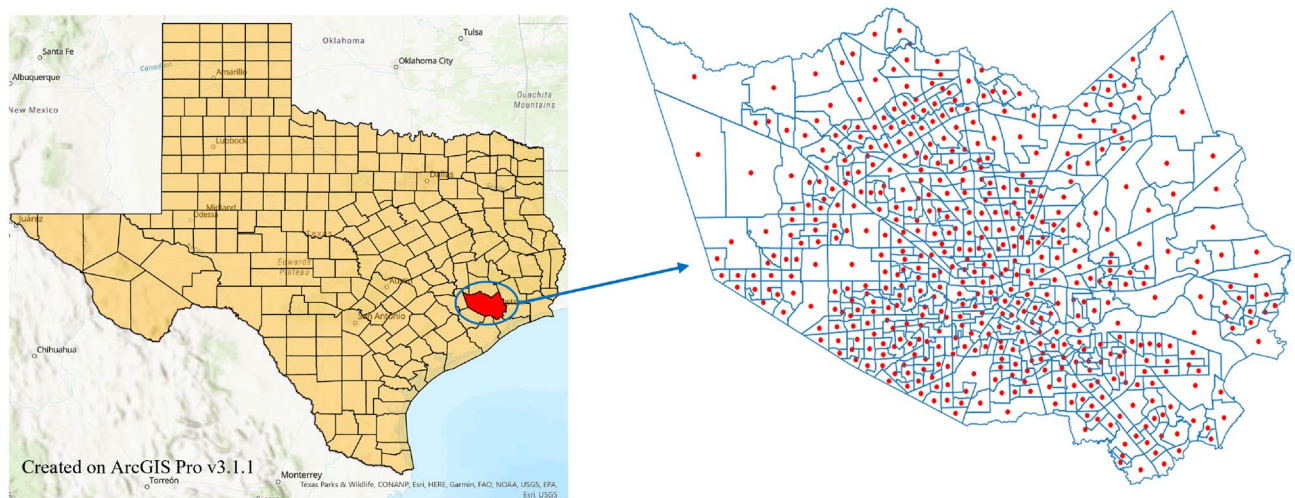 Tulsa
Oklahoma
Santa Fe
Oklahoma City
Canadian
Albuquerque
Amarillo
Ouachita
Mountains
New Mexico
Lubbock
Dallas
Midland
Odessa
Juárez
Texas
Edwards
Plateau
Austin
San Antonio
Chihuahua
Created on ArcGIS Pro v3.1.1
Monterrey
Torreón
Texas Parks & Wildlife, CONANP, Esri, HERE, Garmin, FAO, NOAA, USGS, EPA,
Esri, USGS